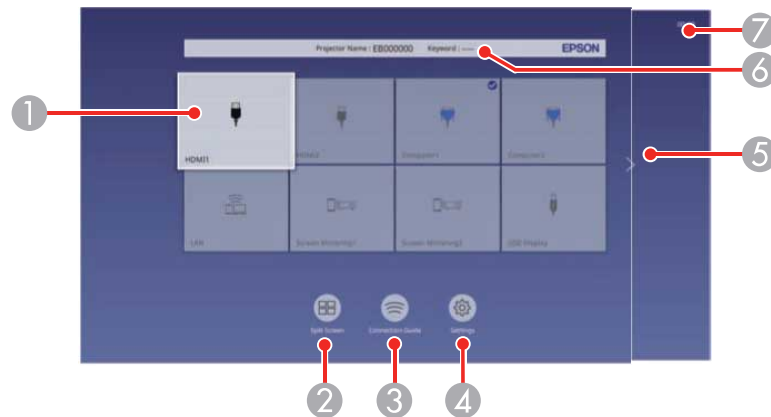 Projector Name : EB000000 Keyword : ---- EPSON
7
6
1
HDMI1 HDMI2 Computer1 Computer2
5
LAN Screen Mirroring1 Screen Mirroring2 USB Display
Split Screen Connection Guide Settings
2 3 4